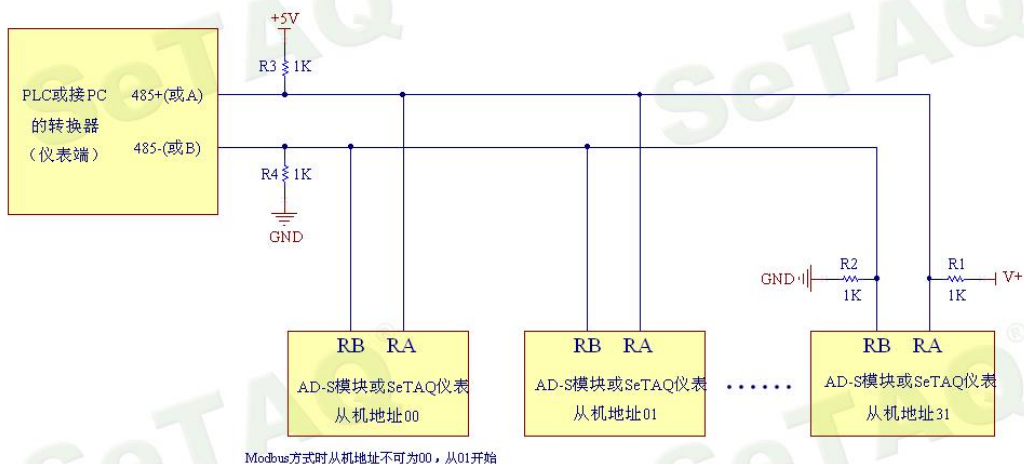 +5V
R3 1K
PLC或接PC
的转换器
(仪表端)
485+(或A)
485-(或B)
R4 1K
GND
GND
R2
1K
R1
1K
V+
RB RA
AD-S模块或SeTAQ仪表
从机地址00
RB RA
AD-S模块或SeTAQ仪表
从机地址01
······
RB RA
AD-S模块或SeTAQ仪表
从机地址31
Modbus方式时从机地址不可为00，从01开始
SeTAQ
SeTAQ
SeTAQ
SeTAQ